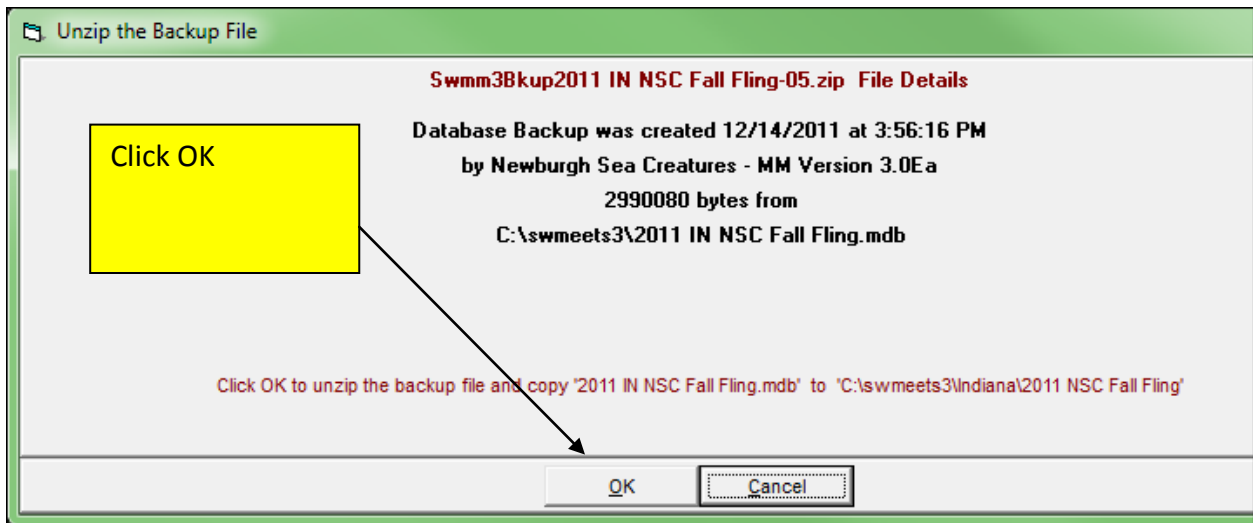 Unzip the Backup File
Swmm3Bkup2011 IN NSC Fall Fling-05.zip File Details
Database Backup was created 12/14/2011 at 3:56:16 PM
by Newburgh Sea Creatures - MM Version 3.0Ea
2990080 bytes from
C:\swmeets3\2011 IN NSC Fall Fling.mdb
Click OK
Click OK to unzip the backup file and copy '2011 IN NSC Fall Fling.mdb' to 'C:\swmeets3\Indiana\2011 NSC Fall Fling'
OK
Cancel